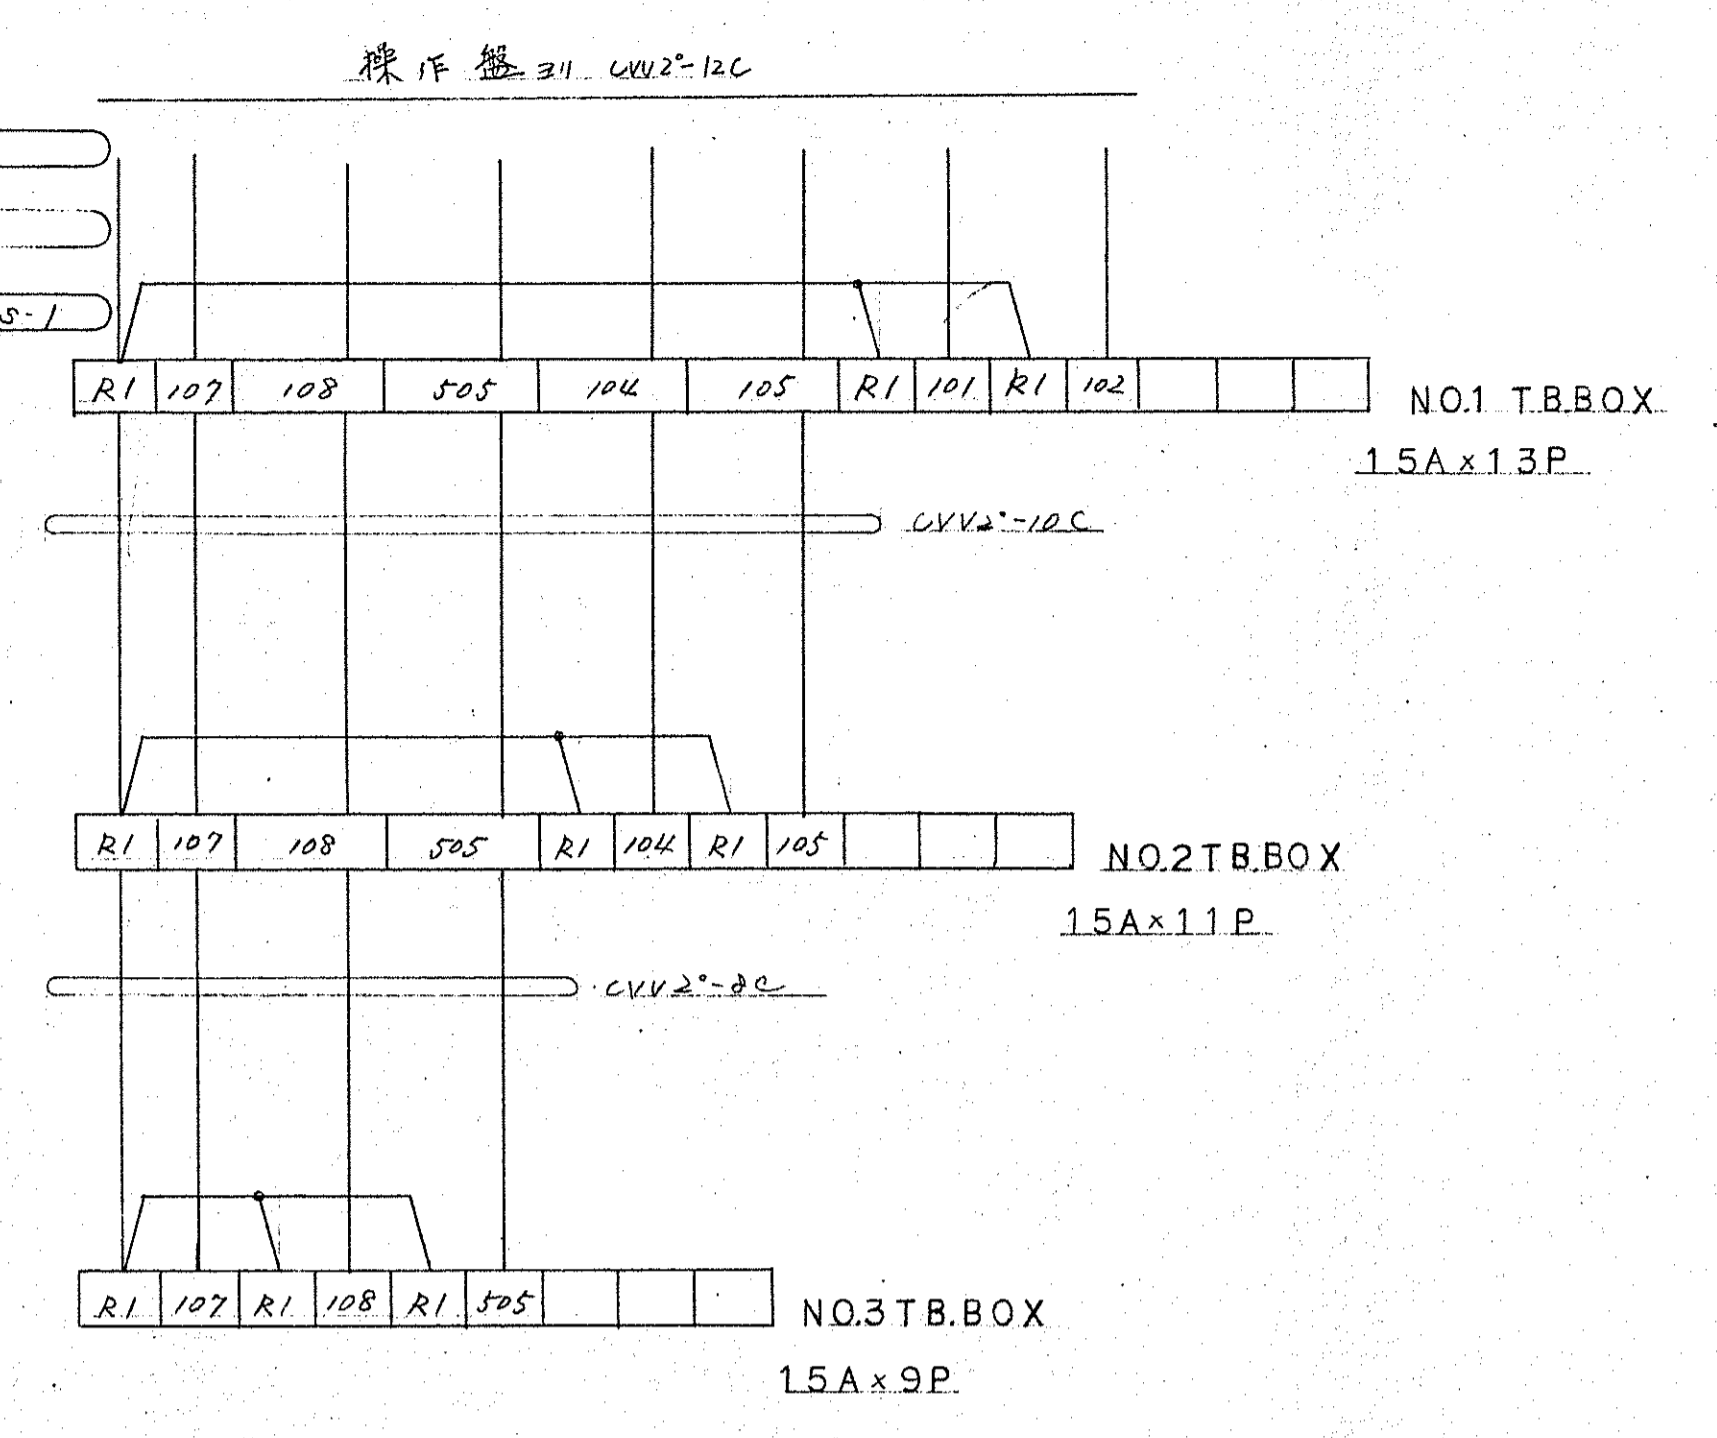 操作盤ヨリ CVV2°-12C
S-1
R1 107 108 505 104 105 R1 101 R1 102
NO.1 T.B.BOX
15A×13P
CVV2°-10C
R1 107 108 505 R1 104 R1 105
NO.2 T.B.BOX
15A×11P
CVV2°-8C
R1 107 R1 108 R1 505
NO.3 T.B.BOX
15A×9P